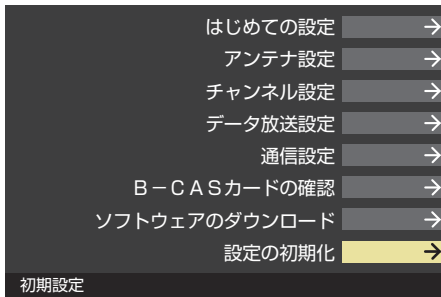 はじめての設定
アンテナ設定
チャンネル設定
データ放送設定
通信設定
B－CASカードの確認
ソフトウェアのダウンロード
設定の初期化
初期設定